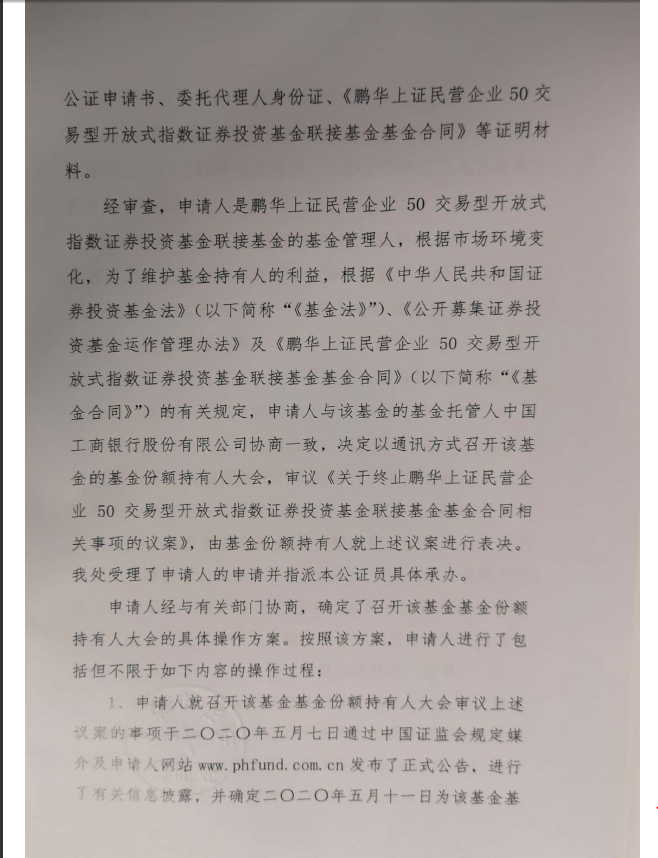 公证申请书、委托代理人身份证、《鹏华上证民营企业 50 交
易型开放式指数证券投资基金联接基金基金合同》等证明材
料。
经审查，申请人是鹏华上证民营企业 50 交易型开放式
指数证券投资基金联接基金的基金管理人，根据市场环境变
化，为了维护基金持有人的利益，根据《中华人民共和国证
券投资基金法》（以下简称“《基金法》”）、《公开募集证券投
资基金运作管理办法》及《鹏华上证民营企业 50 交易型开
放式指数证券投资基金联接基金基金合同》（以下简称“《基
金合同》”）的有关规定，申请人与该基金的基金托管人中国
工商银行股份有限公司协商一致，决定以通讯方式召开该基
金的基金份额持有人大会，审议《关于终止鹏华上证民营企
业 50 交易型开放式指数证券投资基金联接基金基金合同相
关事项的议案》，由基金份额持有人就上述议案进行表决。
我处受理了申请人的申请并指派本公证员具体承办。
申请人经与有关部门协商，确定了召开该基金基金份额
持有人大会的具体操作方案。按照该方案，申请人进行了包
括但不限于如下内容的操作过程：
1、申请人就召开该基金基金份额持有人大会审议上述
议案的事项于二〇二〇年五月七日通过中国证监会规定媒
介及申请人网站 www.phfund.com.cn 发布了正式公告，进行
了有关信息披露，并确定二〇二〇年五月十一日为该基金基